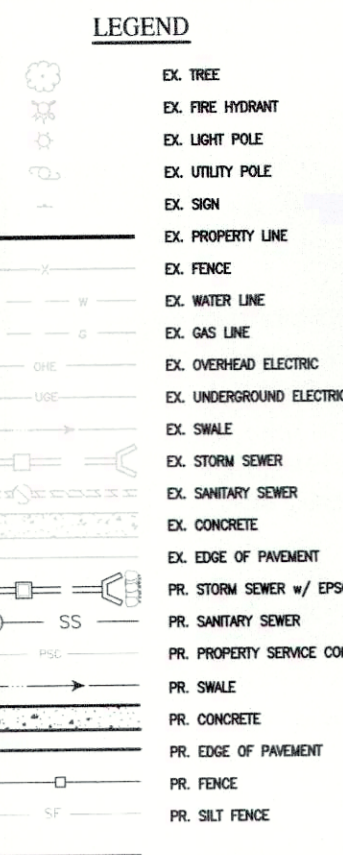 LEGEND
EX. TREE
EX. FIRE HYDRANT
EX. LIGHT POLE
EX. UTILITY POLE
EX. SIGN
EX. PROPERTY LINE
X EX. FENCE
W EX. WATER LINE
G EX. GAS LINE
OHE EX. OVERHEAD ELECTRIC
UGE EX. UNDERGROUND ELECTRIC
EX. SWALE
EX. STORM SEWER
EX. SANITARY SEWER
EX. CONCRETE
EX. EDGE OF PAVEMENT
PR. STORM SEWER w/ EPSC
SS PR. SANITARY SEWER
PSC PR. PROPERTY SERVICE
PR. SWALE
PR. CONCRETE
PR. EDGE OF PAVEMENT
PR. FENCE
SF PR. SILT FENCE